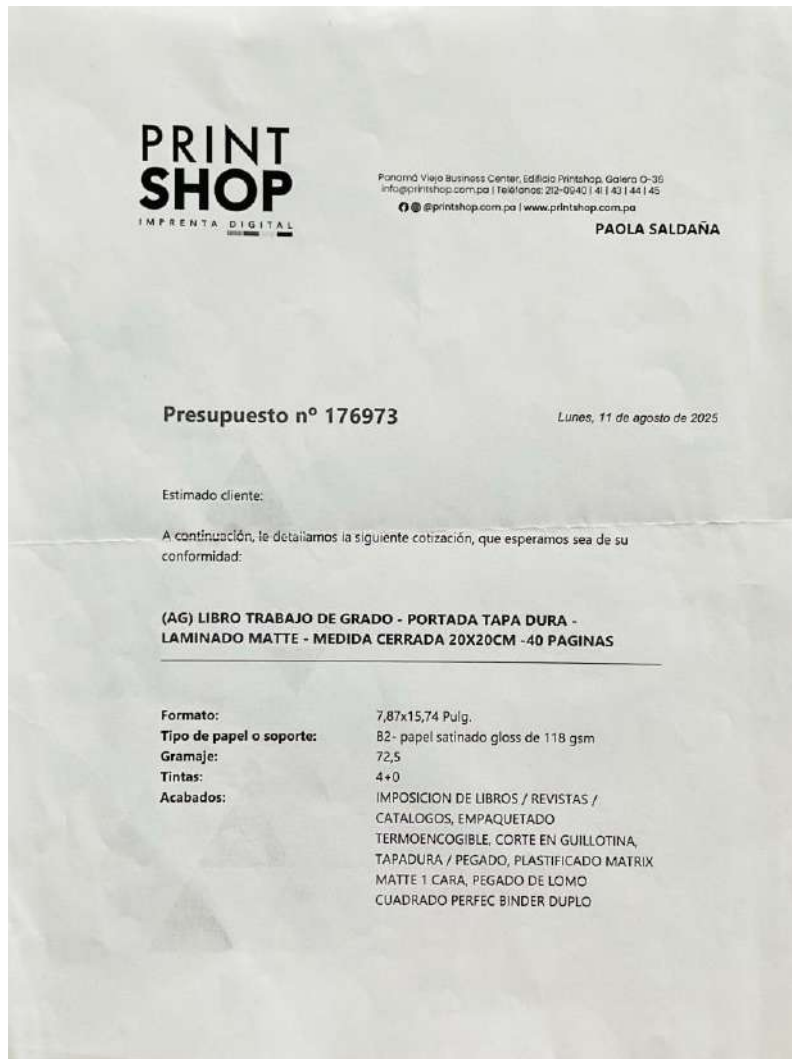 PRINT
SHOP
IMPRENTA DIGITAL
Panamá Viejo Business Center, Edificio Printshop, Galera O-36
info@printshop.com.pa | Teléfonos: 212-0940 | 41 | 43 | 44 | 45
@printshop.com.pa | www.printshop.com.pa
PAOLA SALDAÑA
Presupuesto nº 176973
Lunes, 11 de agosto de 2025
Estimado cliente:
A continuación, le detallamos la siguiente cotización, que esperamos sea de su
conformidad:
(AG) LIBRO TRABAJO DE GRADO - PORTADA TAPA DURA -
LAMINADO MATTE - MEDIDA CERRADA 20X20CM -40 PAGINAS
Formato: 7,87x15,74 Pulg.
Tipo de papel o soporte: B2- papel satinado gloss de 118 gsm
Gramaje: 72,5
Tintas: 4+0
Acabados: IMPOSICION DE LIBROS / REVISTAS /
CATALOGOS, EMPAQUETADO
TERMOENCOGIBLE, CORTE EN GUILLOTINA,
TAPADURA / PEGADO, PLASTIFICADO MATRIX
MATTE 1 CARA, PEGADO DE LOMO
CUADRADO PERFEC BINDER DUPLO